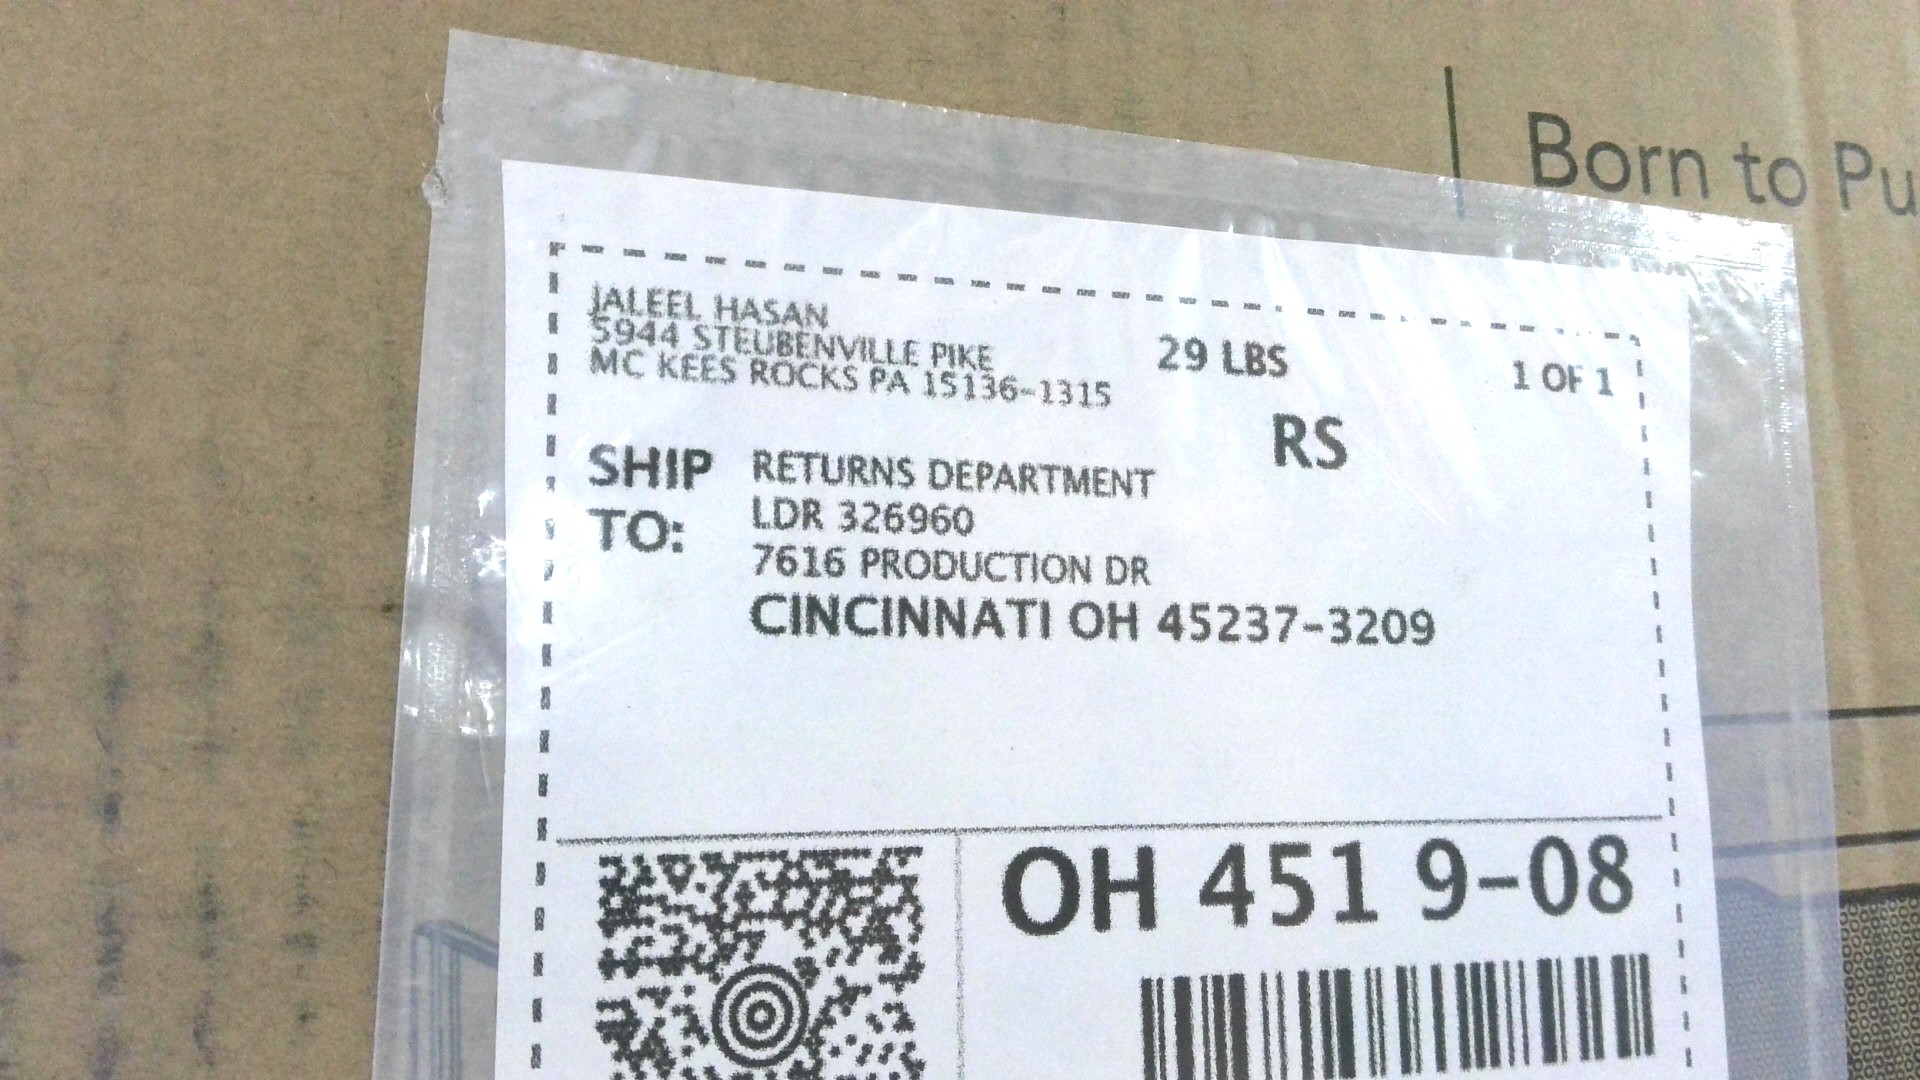 Born to Pu
JALEEL HASAN
5944 STEUBENVILLE PIKE
MC KEES ROCKS PA 15136-1315
29 LBS
1 OF 1
RS
SHIP TO:
RETURNS DEPARTMENT
LDR 326960
7616 PRODUCTION DR
CINCINNATI OH 45237-3209
OH 451 9-08